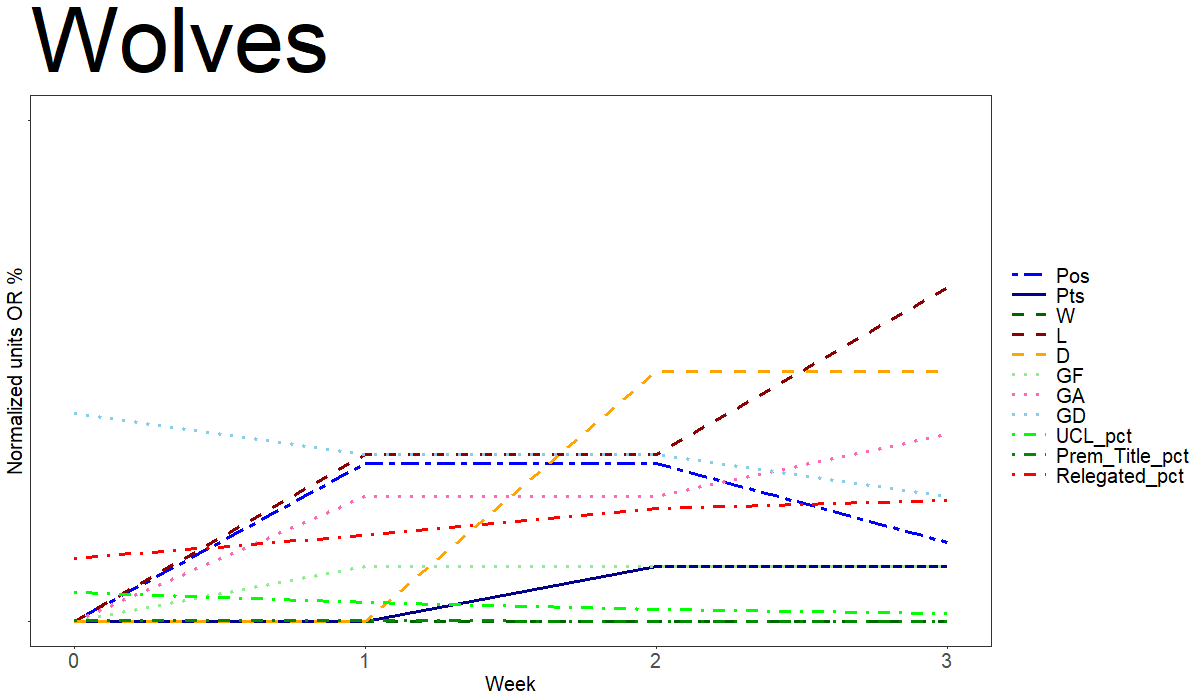 Wolves
Normalized units OR %
0 1 2 3
Week
Pos
Pts
W
L
D
GF
GA
GD
UCL_pct
Prem_Title_pct
Relegated_pct